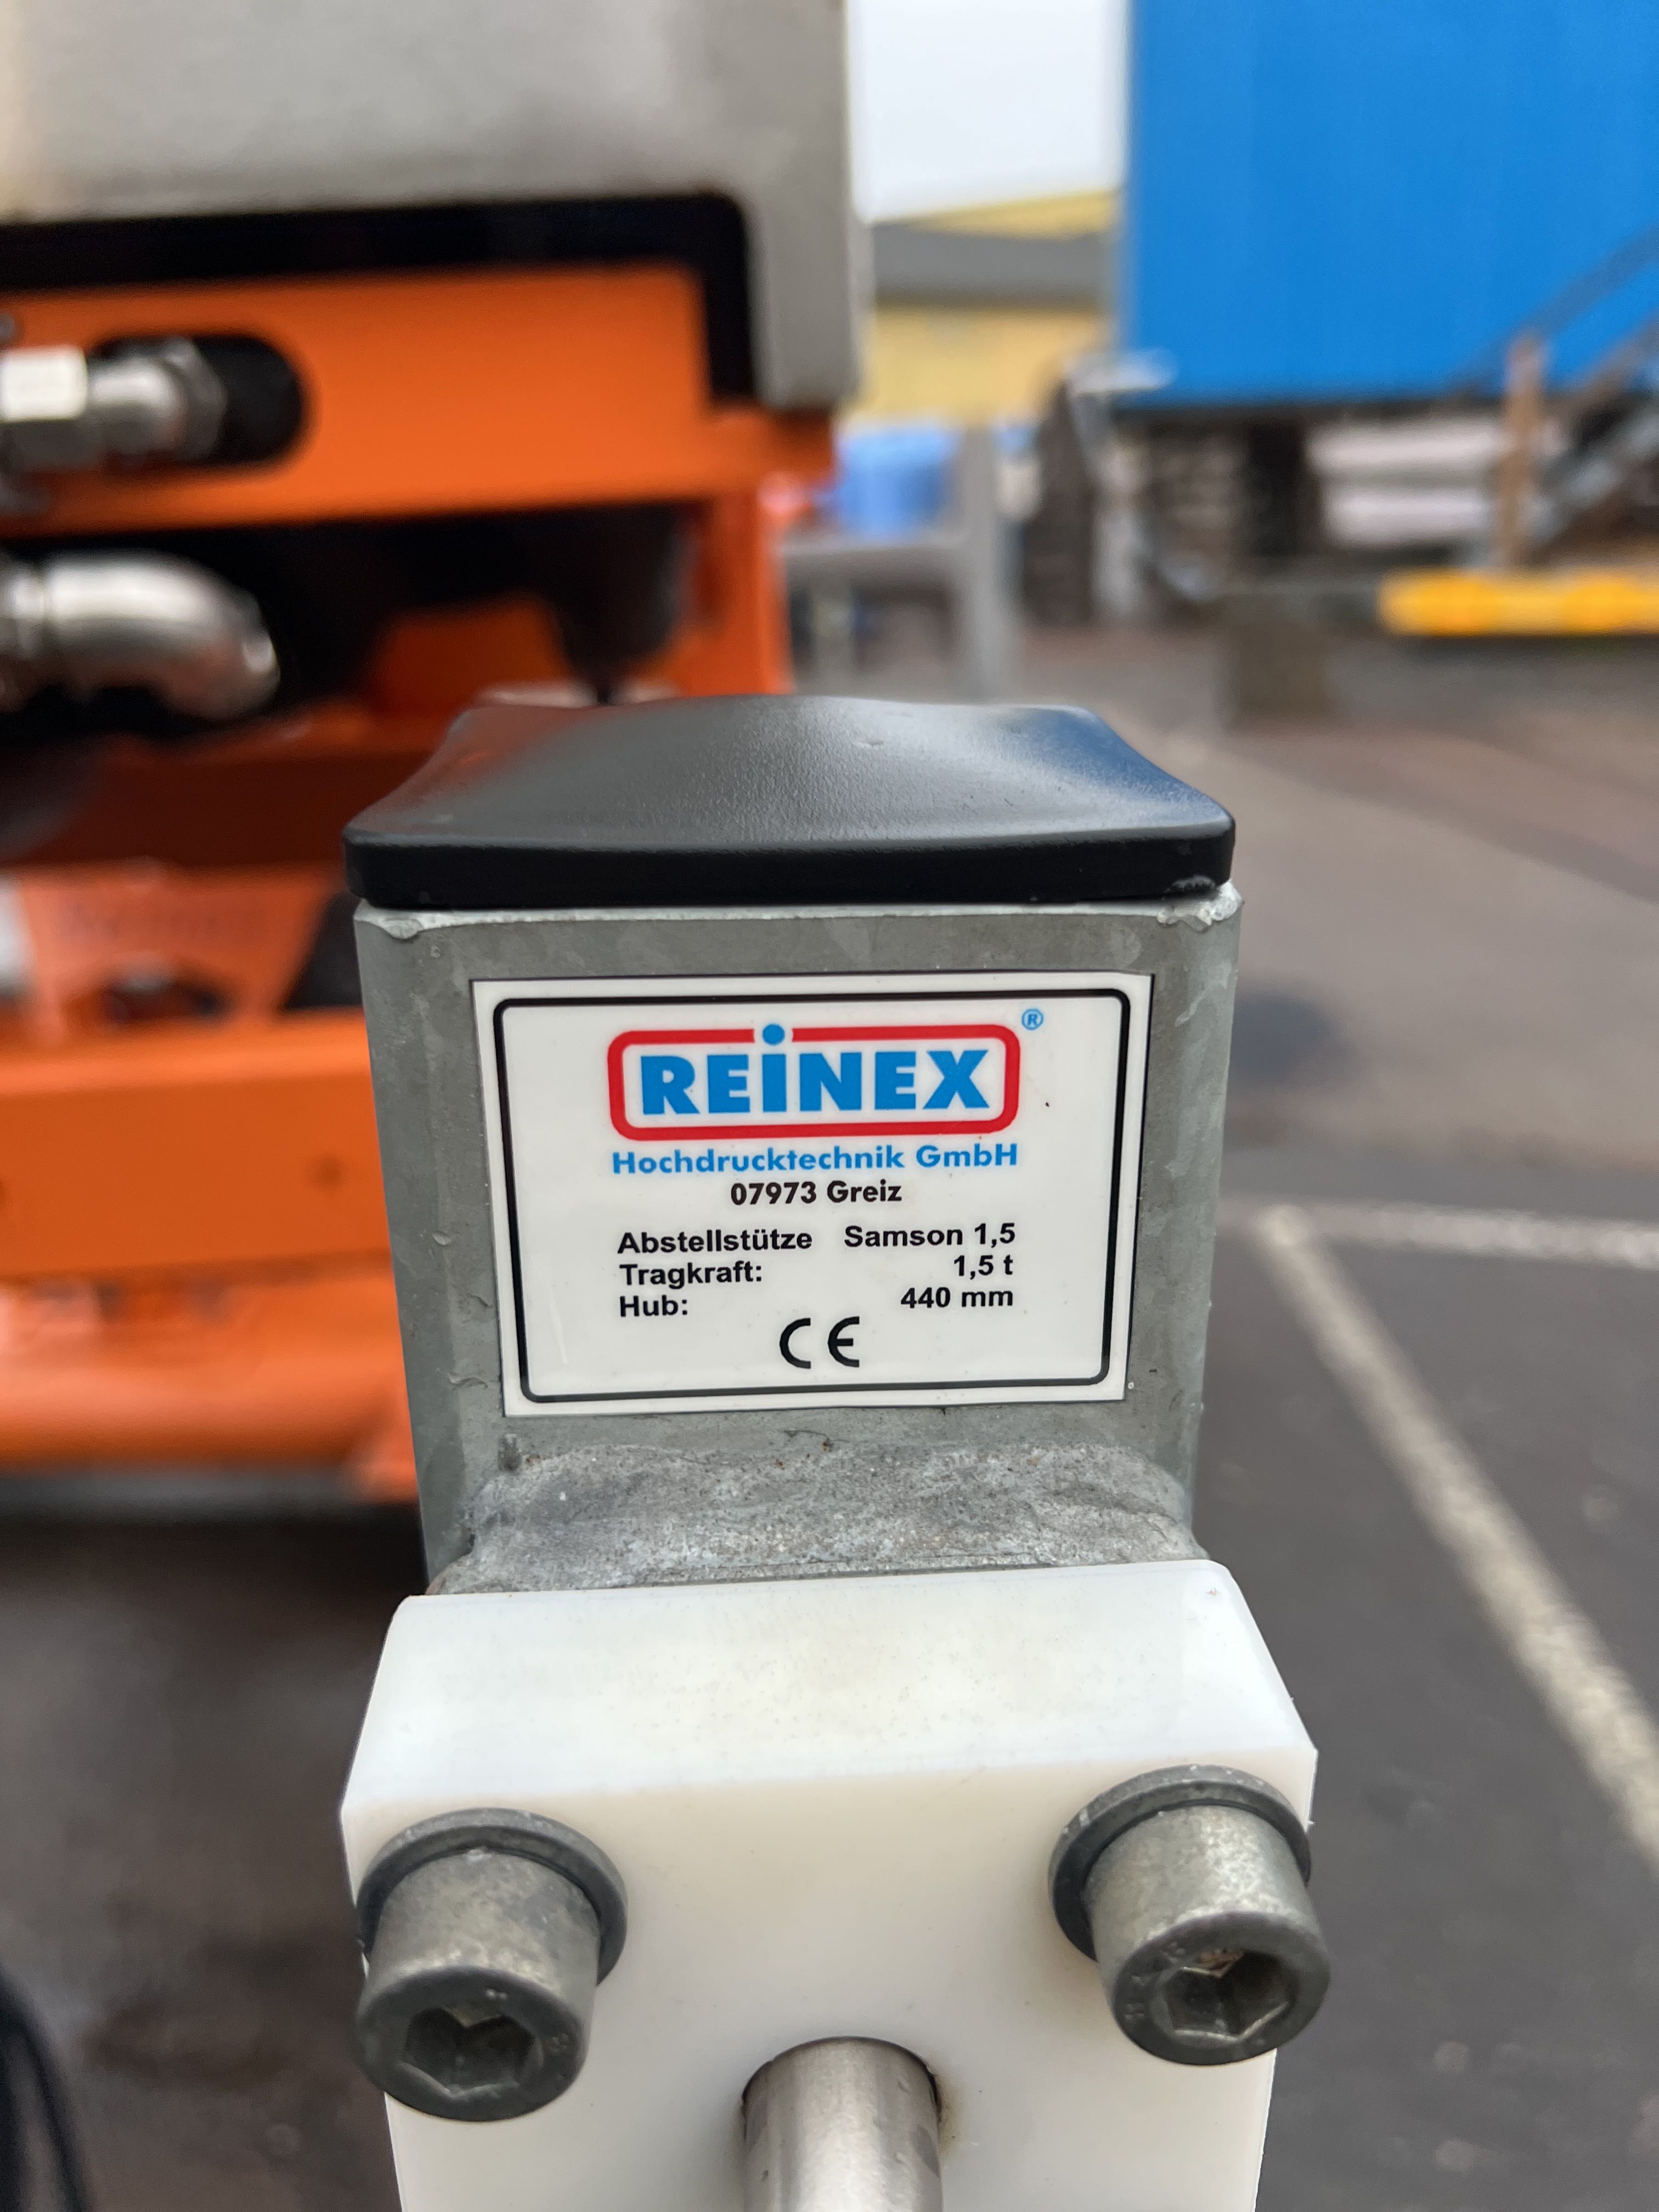 REiNEX®
Hochdrucktechnik GmbH
07973 Greiz
Abstellstütze Samson 1,5
Tragkraft: 1,5 t
Hub: 440 mm
CE